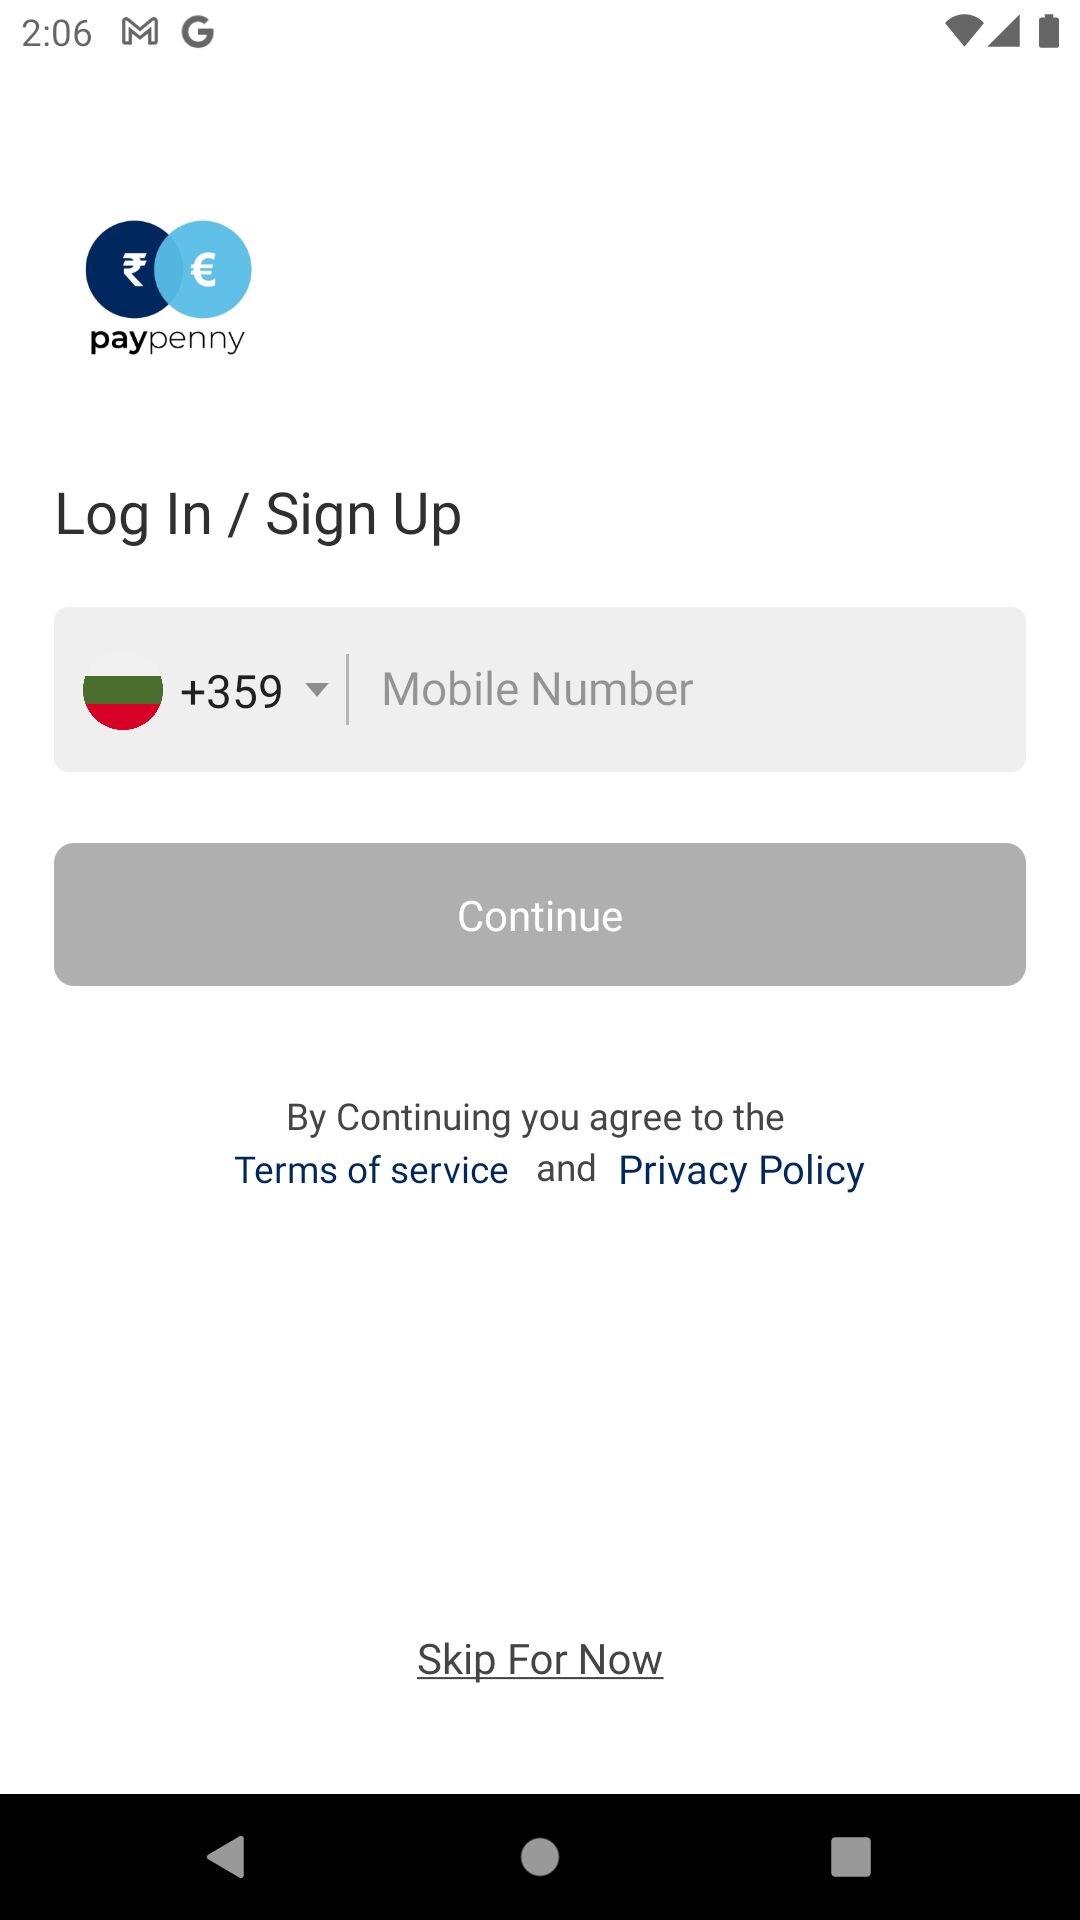 2:06
₹ €
paypenny
Log In / Sign Up
+359 Mobile Number
Continue
By Continuing you agree to the
Terms of service and Privacy Policy
Skip For Now